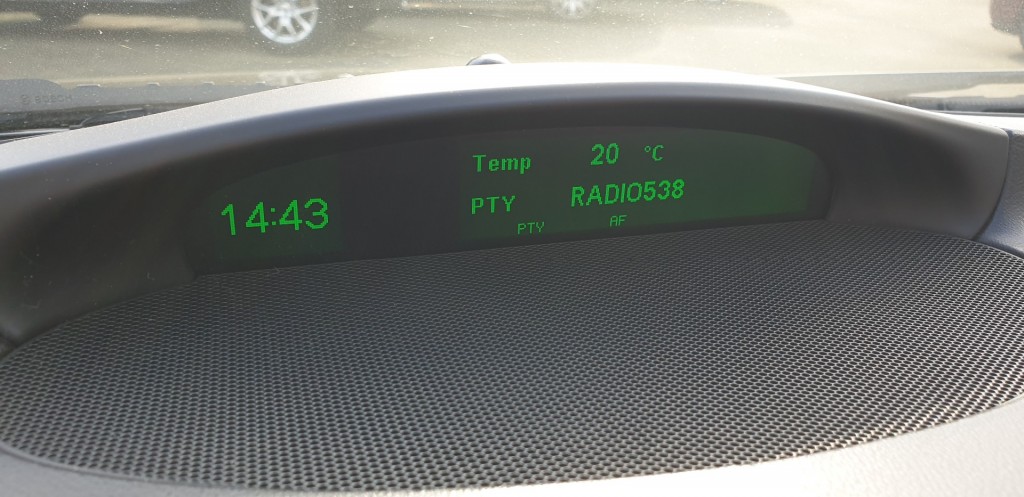 14:43
Temp 20 °C
PTY RADIO538
PTY AF